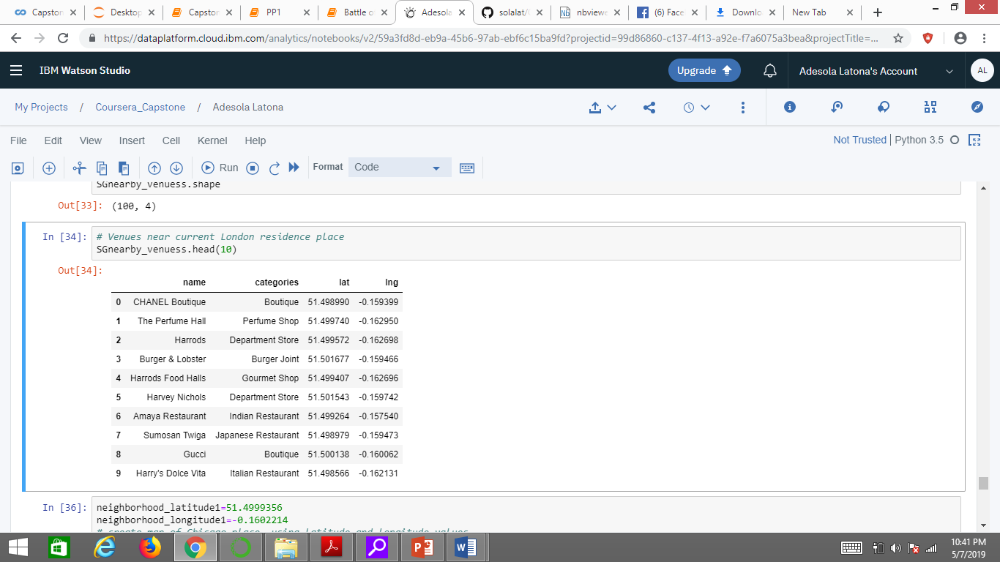 Capston
Desktop
Capston
PP1
Battle o
Adesola
solalat/
nbviewe
(6) Face
Downlo
New Tab
https://dataplatform.cloud.ibm.com/analytics/notebooks/v2/59a3fd8d-eb9a-45b6-97ab-ebf6c15ba9fd?projectid=99d86860-c137-4f13-a92e-f7a6075a3bea&projectTitle=...
IBM Watson Studio
Upgrade
Adesola Latona's Account
AL
My Projects / Coursera_Capstone / Adesola Latona
File Edit View Insert Cell Kernel Help
Not Trusted | Python 3.5
Run
Format
Code
SGnearby_venuess.shape
Out[33]: (100, 4)
In [34]: # Venues near current London residence place
SGnearby_venuess.head(10)
Out[34]:
name categories lat lng
0 CHANEL Boutique Boutique 51.498990 -0.159399
1 The Perfume Hall Perfume Shop 51.499740 -0.162950
2 Harrods Department Store 51.499572 -0.162698
3 Burger & Lobster Burger Joint 51.501677 -0.159466
4 Harrods Food Halls Gourmet Shop 51.499407 -0.162696
5 Harvey Nichols Department Store 51.501543 -0.159742
6 Amaya Restaurant Indian Restaurant 51.499264 -0.157540
7 Sumosan Twiga Japanese Restaurant 51.498979 -0.159473
8 Gucci Boutique 51.500138 -0.160062
9 Harry's Dolce Vita Italian Restaurant 51.498566 -0.162131
In [36]: neighborhood_latitude1=51.4999356
neighborhood_longitude1=-0.1602214
# create map of Chicago place using latitude and longitude values
10:41 PM
5/7/2019